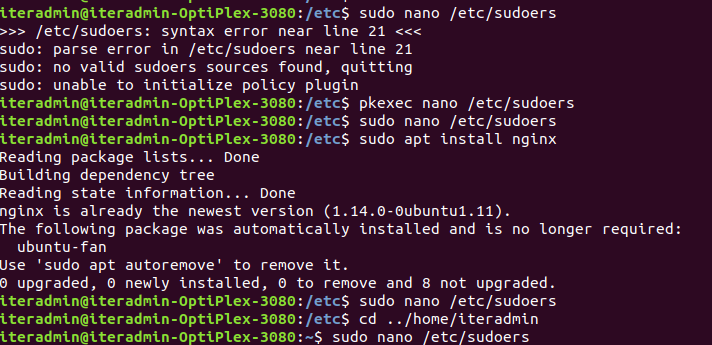 iteradmin@iteradmin-OptiPlex-3080:/etc$ sudo nano /etc/sudoers
>>> /etc/sudoers: syntax error near line 21 <<<
sudo: parse error in /etc/sudoers near line 21
sudo: no valid sudoers sources found, quitting
sudo: unable to initialize policy plugin
iteradmin@iteradmin-OptiPlex-3080:/etc$ pkexec nano /etc/sudoers
iteradmin@iteradmin-OptiPlex-3080:/etc$ sudo nano /etc/sudoers
iteradmin@iteradmin-OptiPlex-3080:/etc$ sudo apt install nginx
Reading package lists... Done
Building dependency tree
Reading state information... Done
nginx is already the newest version (1.14.0-0ubuntu1.11).
The following package was automatically installed and is no longer required:
  ubuntu-fan
Use 'sudo apt autoremove' to remove it.
0 upgraded, 0 newly installed, 0 to remove and 8 not upgraded.
iteradmin@iteradmin-OptiPlex-3080:/etc$ sudo nano /etc/sudoers
iteradmin@iteradmin-OptiPlex-3080:/etc$ cd ../home/iteradmin
iteradmin@iteradmin-OptiPlex-3080:~$ sudo nano /etc/sudoers